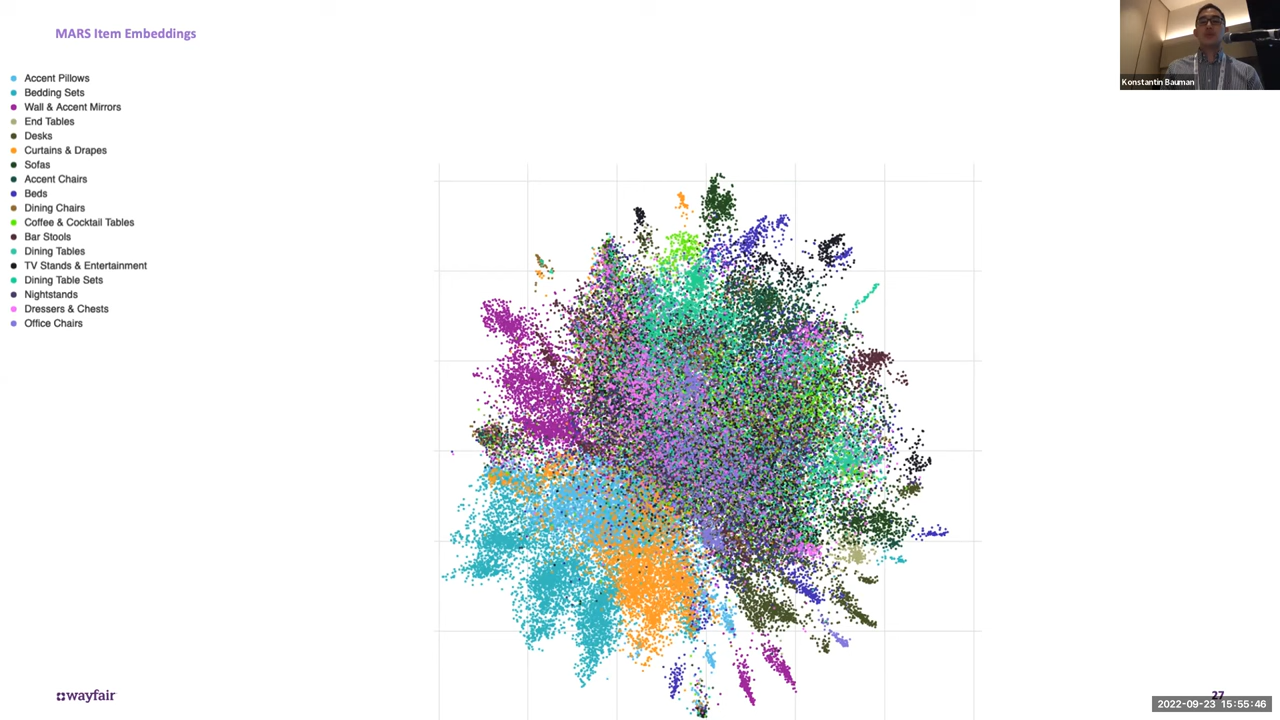 MARS Item Embeddings
Accent Pillows
Bedding Sets
Wall & Accent Mirrors
End Tables
Desks
Curtains & Drapes
Sofas
Accent Chairs
Beds
Dining Chairs
Coffee & Cocktail Tables
Bar Stools
Dining Tables
TV Stands & Entertainment
Dining Table Sets
Nightstands
Dressers & Chests
Office Chairs
Konstantin Bauman
wayfair
27
2022-09-23 15:55:46